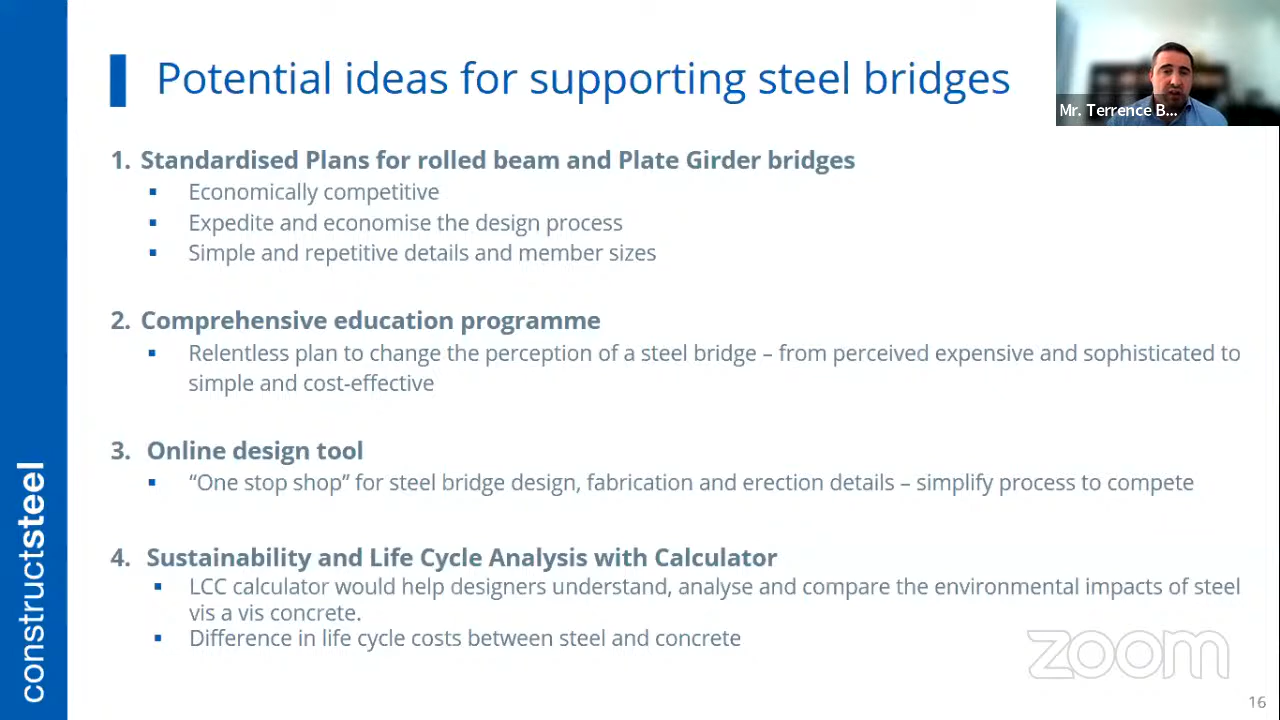 Potential ideas for supporting steel bridges
Mr. Terrence B...
1. Standardised Plans for rolled beam and Plate Girder bridges
▪ Economically competitive
▪ Expedite and economise the design process
▪ Simple and repetitive details and member sizes
2. Comprehensive education programme
▪ Relentless plan to change the perception of a steel bridge – from perceived expensive and sophisticated to
simple and cost-effective
3. Online design tool
▪ “One stop shop” for steel bridge design, fabrication and erection details – simplify process to compete
4. Sustainability and Life Cycle Analysis with Calculator
▪ LCC calculator would help designers understand, analyse and compare the environmental impacts of steel
vis a vis concrete.
▪ Difference in life cycle costs between steel and concrete
constructsteel
zoom
16